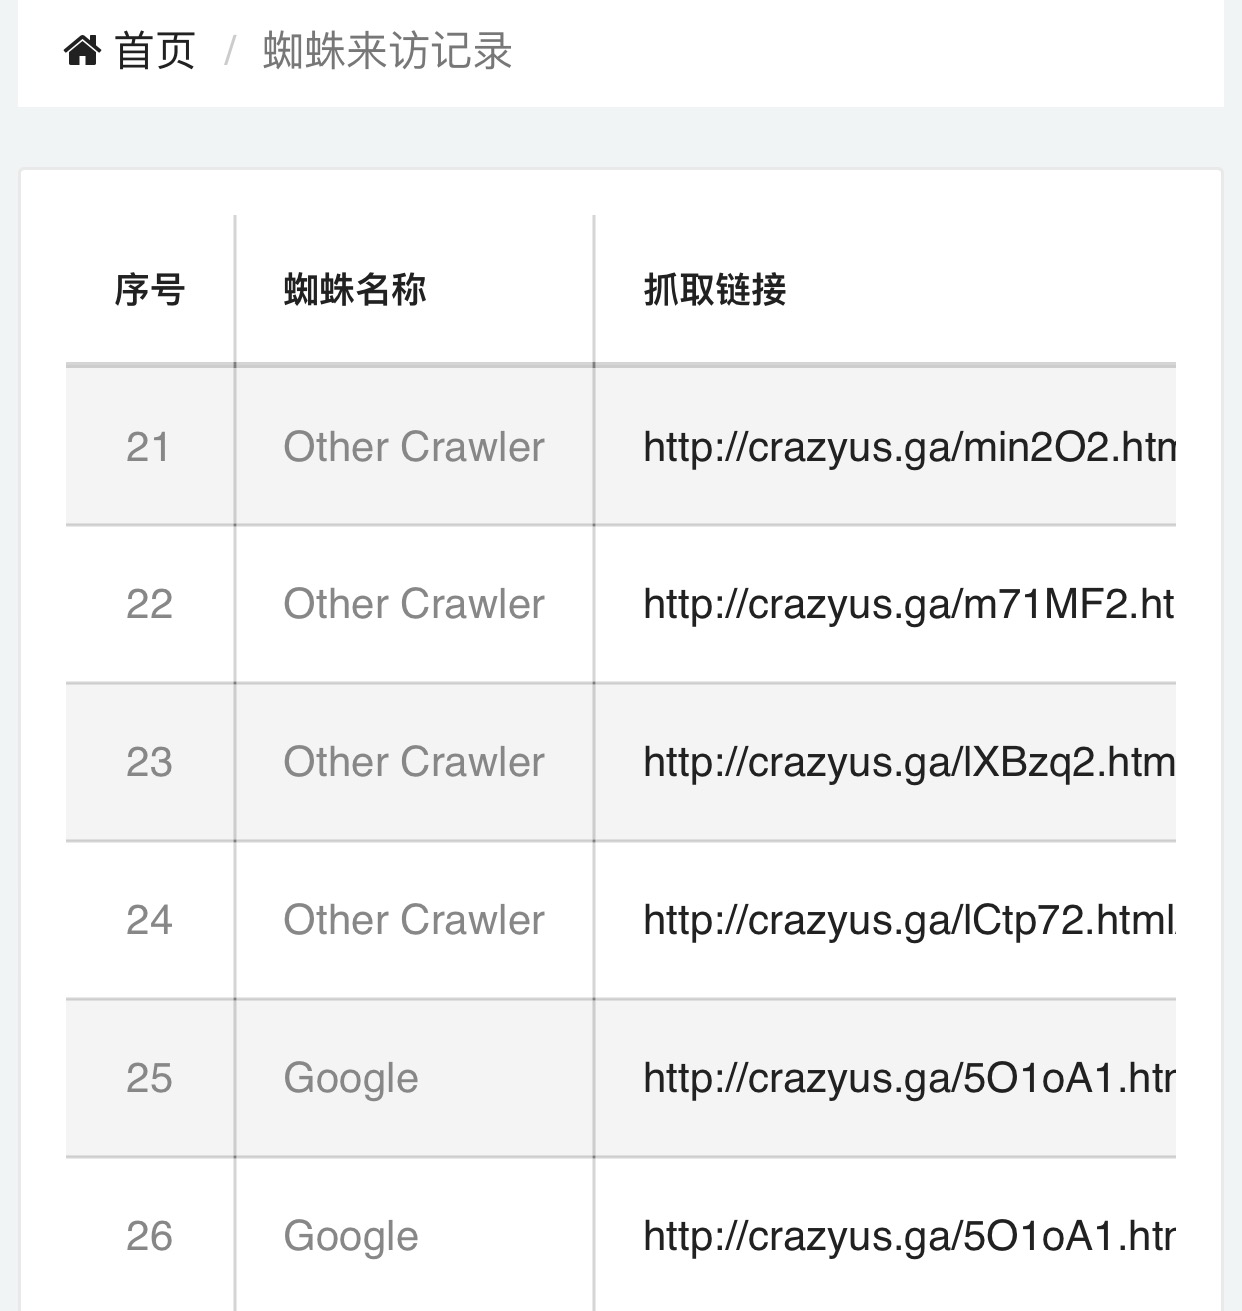 首页 / 蜘蛛来访记录
序号 蜘蛛名称 抓取链接
21 Other Crawler http://crazyus.ga/min2O2.htm
22 Other Crawler http://crazyus.ga/m71MF2.ht
23 Other Crawler http://crazyus.ga/lXBzq2.htm
24 Other Crawler http://crazyus.ga/lCtp72.html
25 Google http://crazyus.ga/5O1oA1.htm
26 Google http://crazyus.ga/5O1oA1.htm